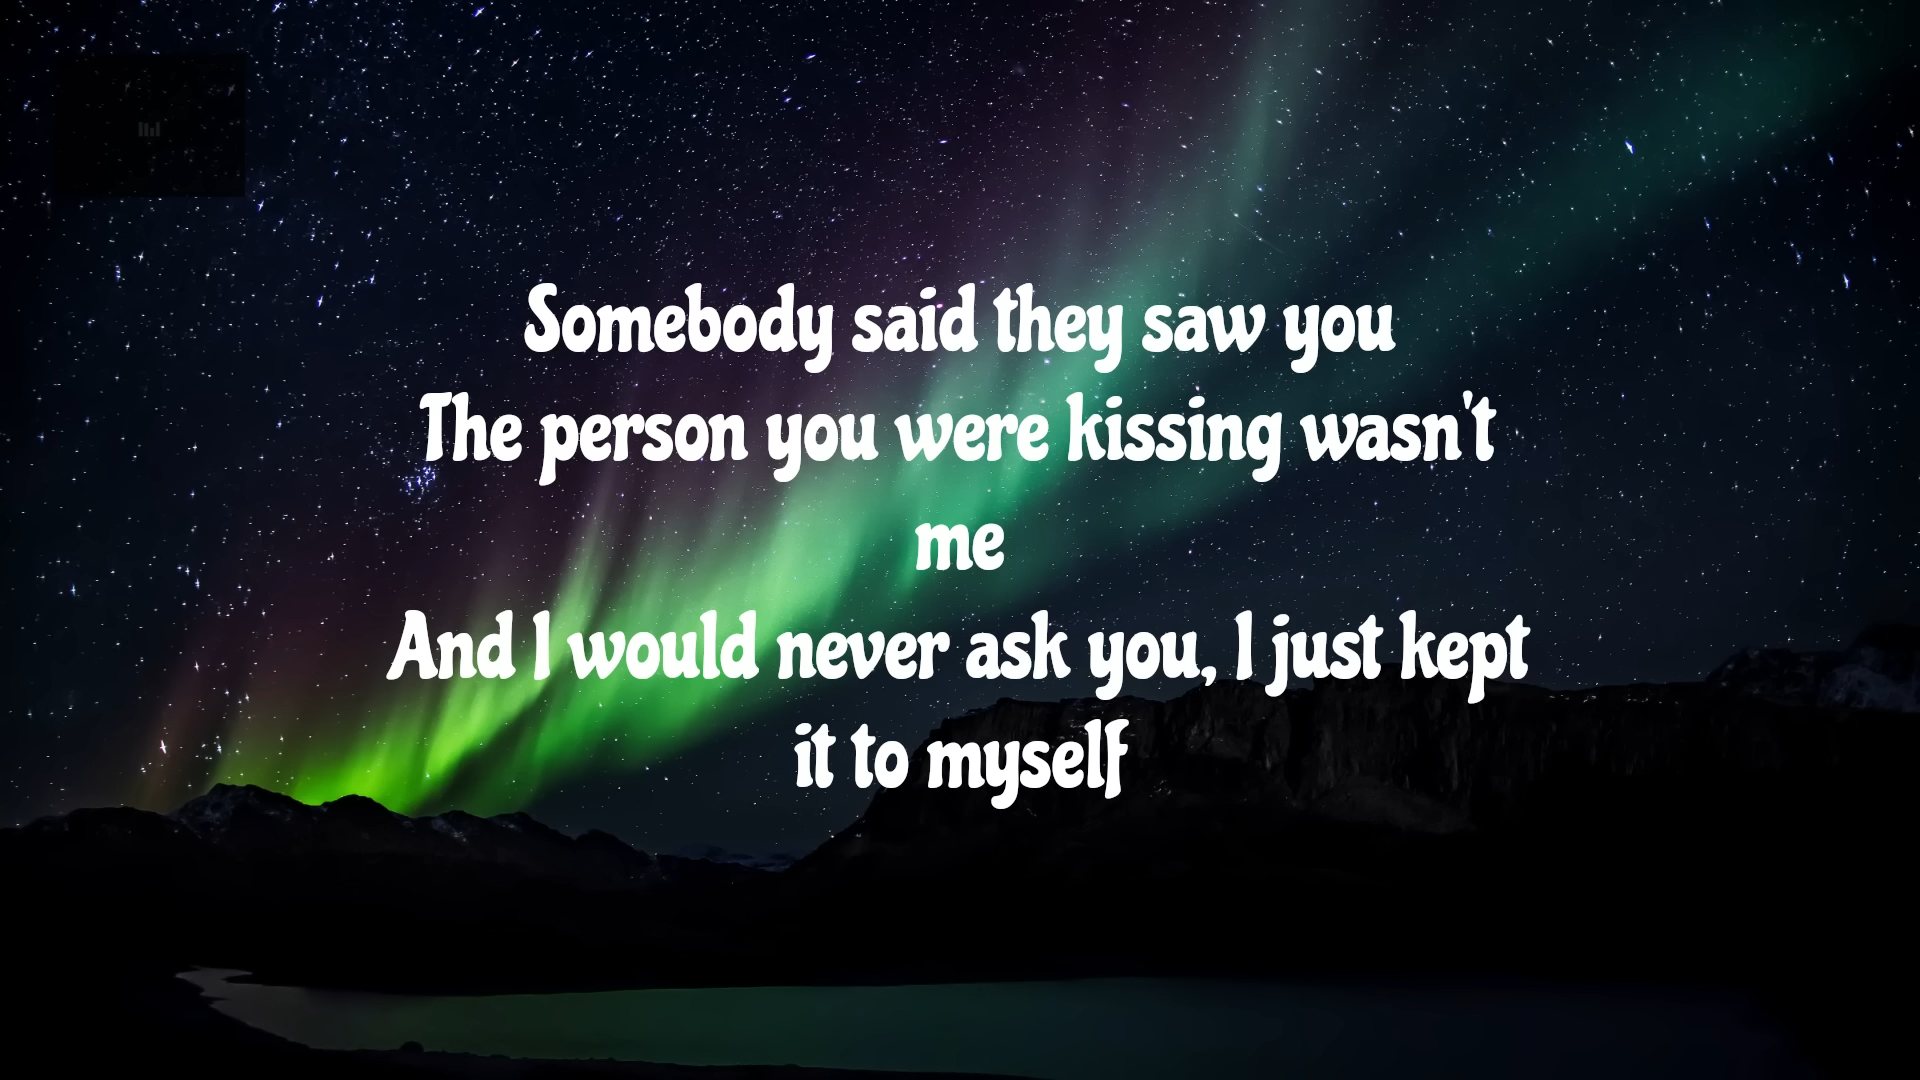 Somebody said they saw you
The person you were kissing wasn't
me
And I would never ask you, I just kept
it to myself